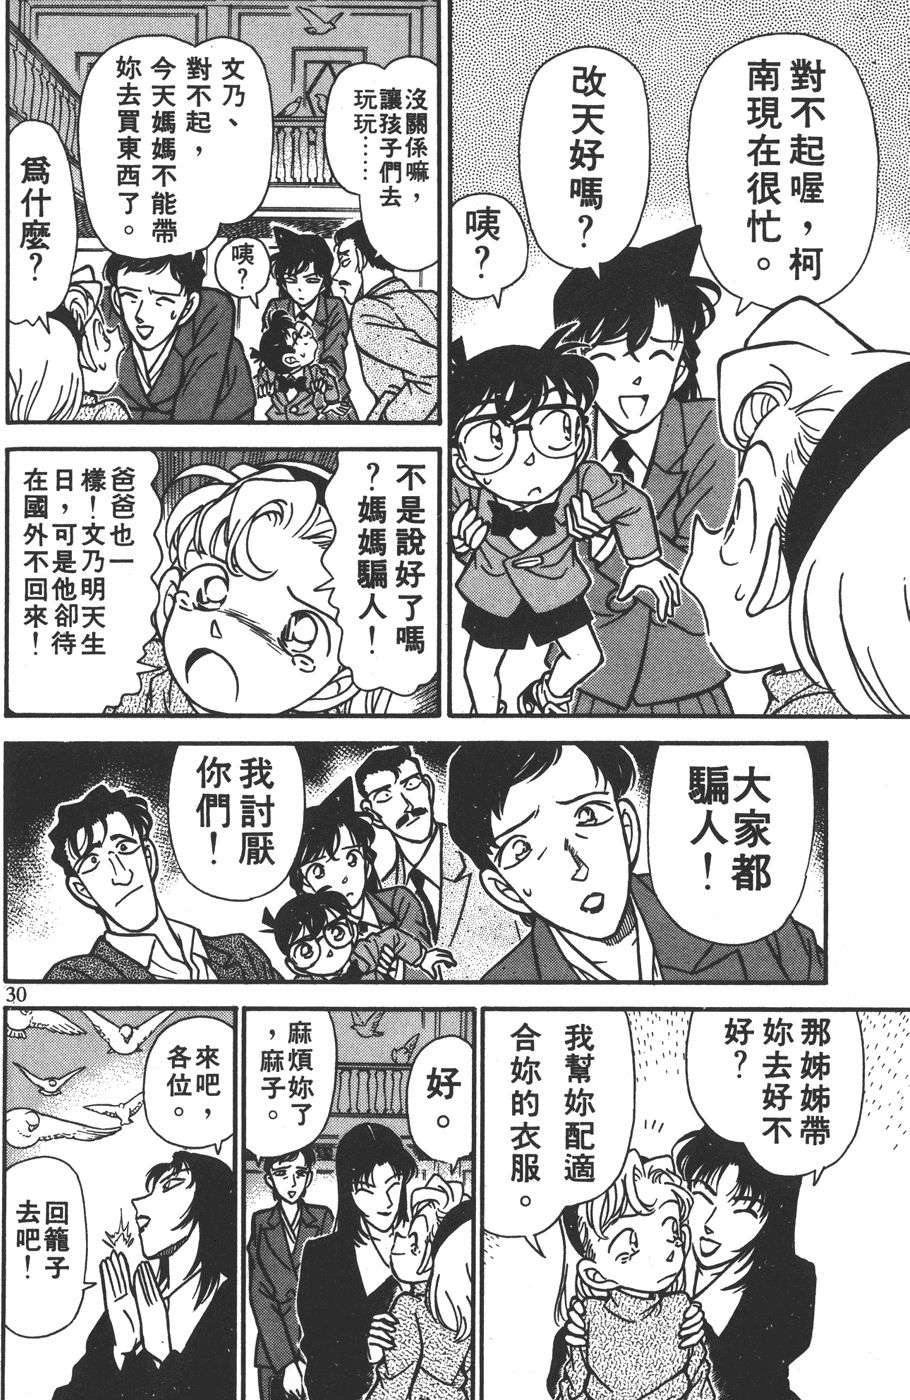 對不起喔，柯
南現在很忙。
改天好嗎？
咦？
沒關係嘛，
讓孩子們去
玩玩……
咦？
文乃、
對不起，
今天媽媽不能帶
妳去買東西了。
爲什麼？
不是說好了嗎
？媽媽騙人！
爸爸也一
樣！文乃明天生
日，可是他卻待
在國外不回來！
大家都
騙人！
我討厭
你們！
那姊姊帶
妳去好不
好？
我幫妳配適
合妳的衣服。
好。
麻煩妳了
，麻子。
來吧，
各位。
回籠子
去吧！
30